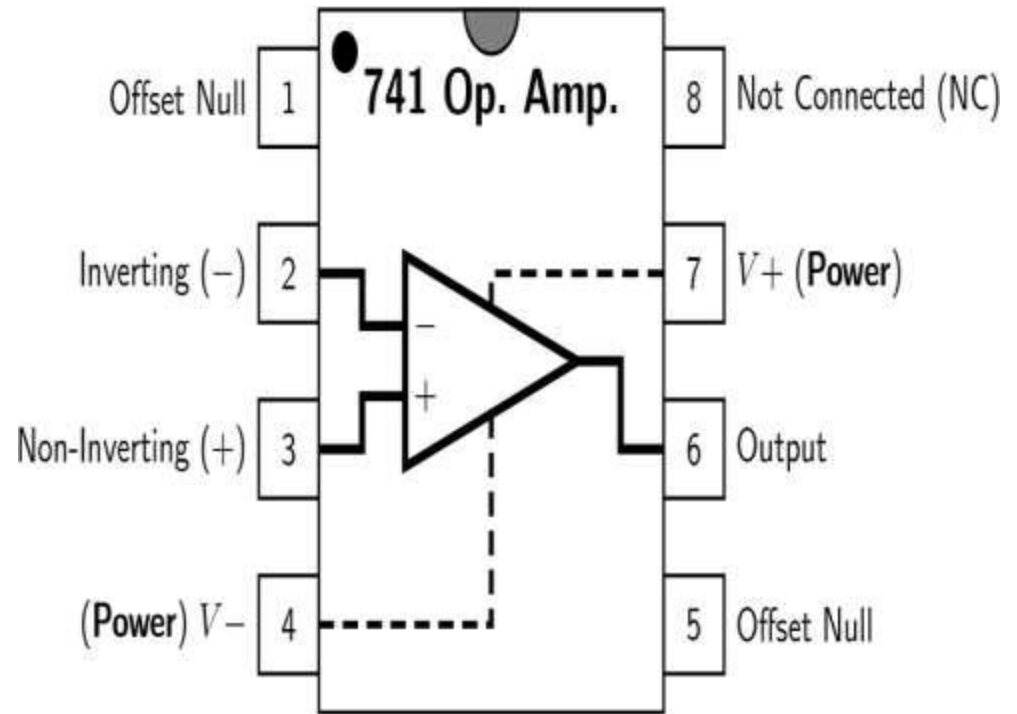 741 Op. Amp.
Offset Null 1
8 Not Connected (NC)
Inverting (−) 2
−
7 V+ (Power)
+
Non-Inverting (+) 3
6 Output
(Power) V− 4
5 Offset Null